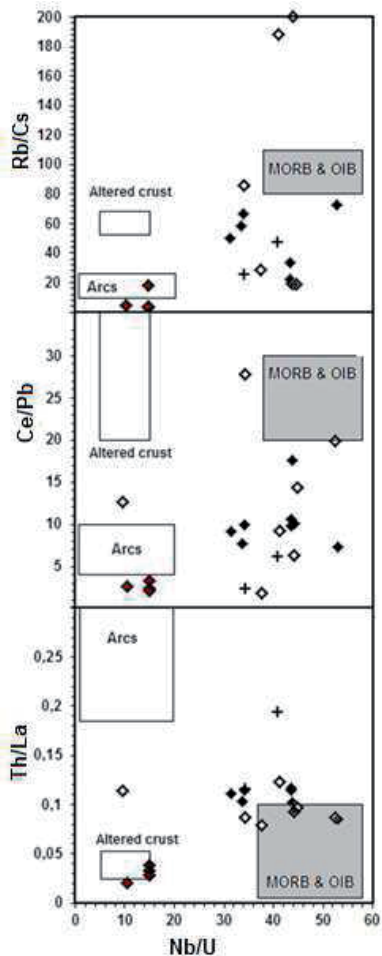 200
180
160
140
120
100
80
60
40
20
Rb/Cs
MORB & OIB
Altered crust
Arcs
30
25
20
15
10
5
Ce/Pb
MORB & OIB
Altered crust
Arcs
0,25
0,2
0,15
0,1
0,05
0
Th/La
Arcs
Altered crust
MORB & OIB
0 10 20 30 40 50 60
Nb/U